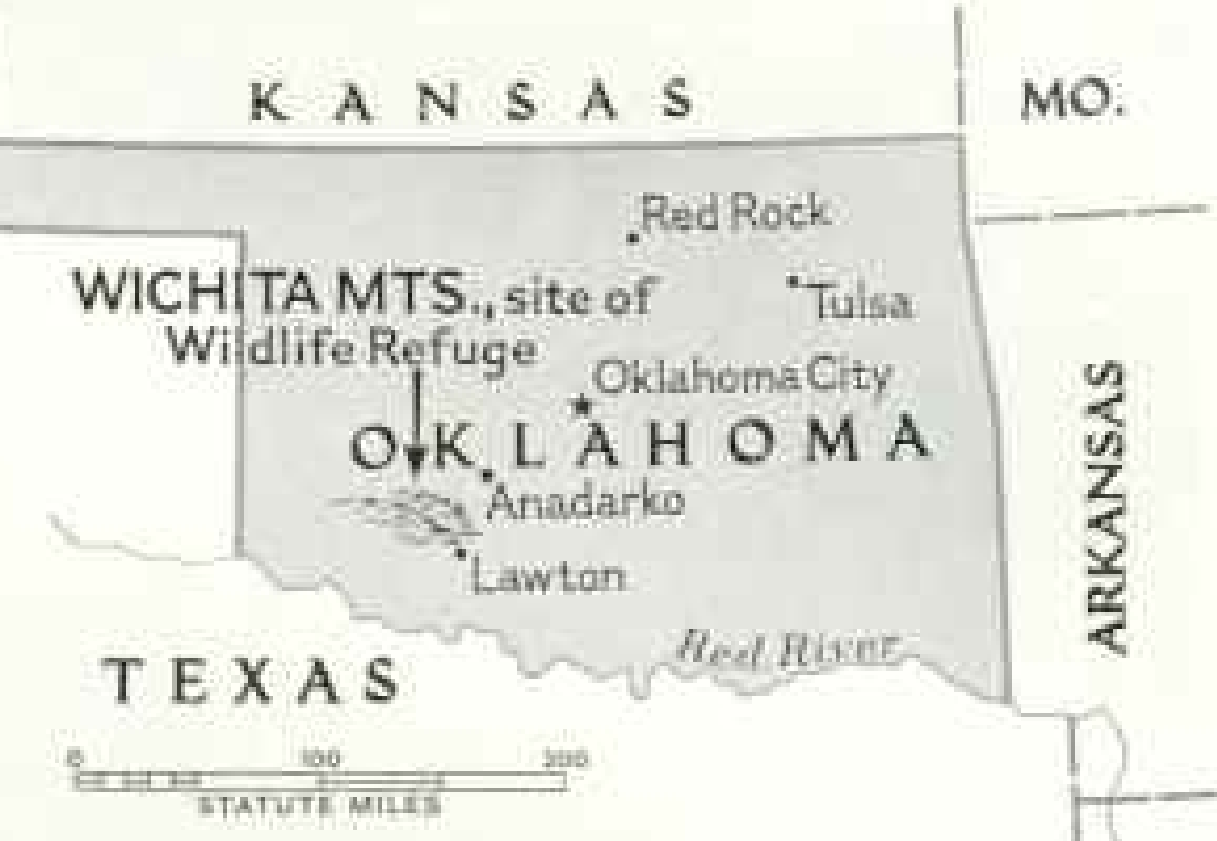 KANSAS
MO.
Red Rock
WICHITA MTS., site of
Wildlife Refuge
Tulsa
Oklahoma City
OKLAHOMA
Anadarko
Lawton
ARKANSAS
Red River
TEXAS
0 100 200
STATUTE MILES